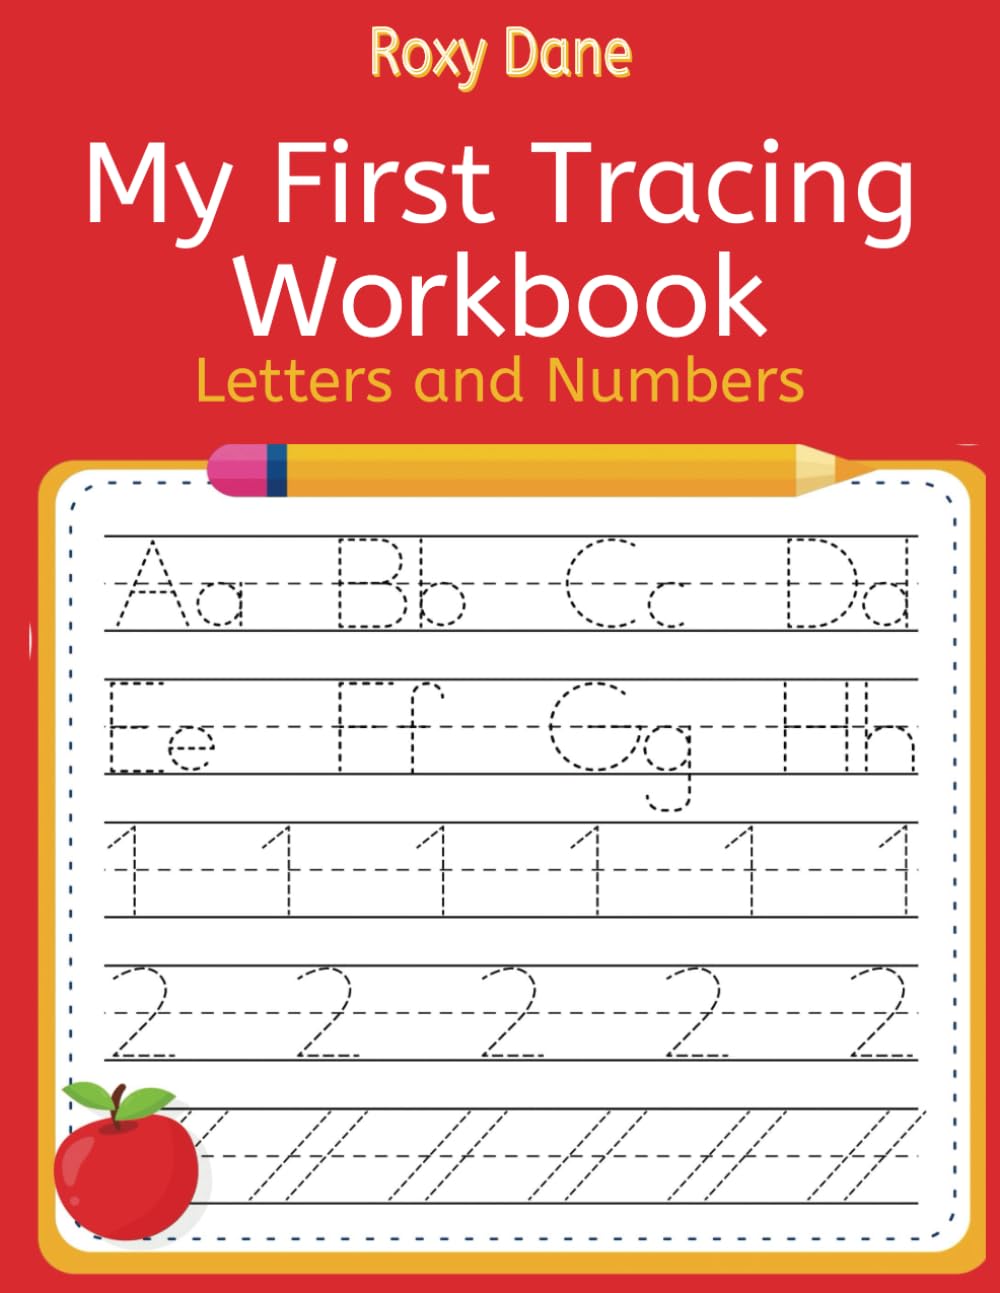 Roxy Dane
My First Tracing
Workbook
Letters and Numbers
Aa Bb Cc Dd
Ee Ff Gg Hh
1 1 1 1 1 1
2 2 2 2 2